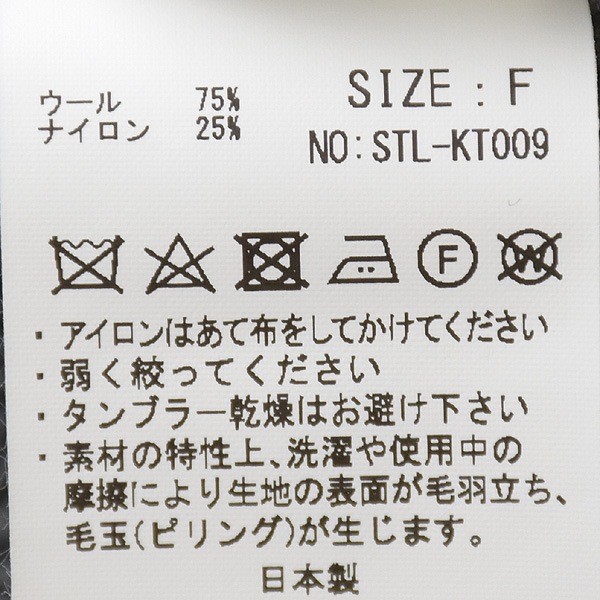 ウール 75%
ナイロン 25%
SIZE : F
NO:STL-KT009
F W
・アイロンはあて布をしてかけてください
・弱く絞ってください
・タンブラー乾燥はお避け下さい
・素材の特性上、洗濯や使用中の
摩擦により生地の表面が毛羽立ち、
毛玉(ピリング)が生じます。
日本製